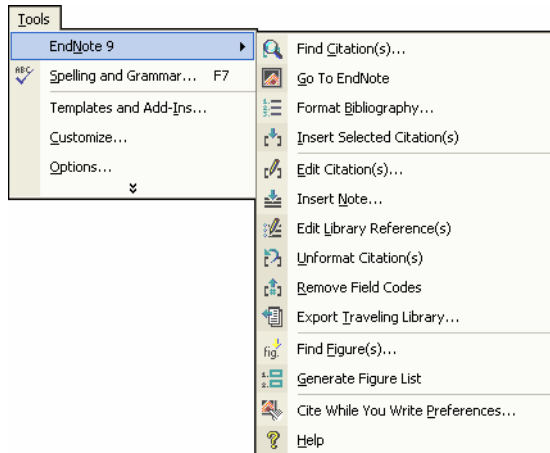 Tools
EndNote 9
ABC
Spelling and Grammar... F7
Templates and Add-Ins...
Customize...
Options...
Find Citation(s)...
Go To EndNote
Format Bibliography...
Insert Selected Citation(s)
Edit Citation(s)...
Insert Note...
Edit Library Reference(s)
Unformat Citation(s)
Remove Field Codes
Export Traveling Library...
fig. Find Figure(s)...
Generate Figure List
Cite While You Write Preferences...
Help